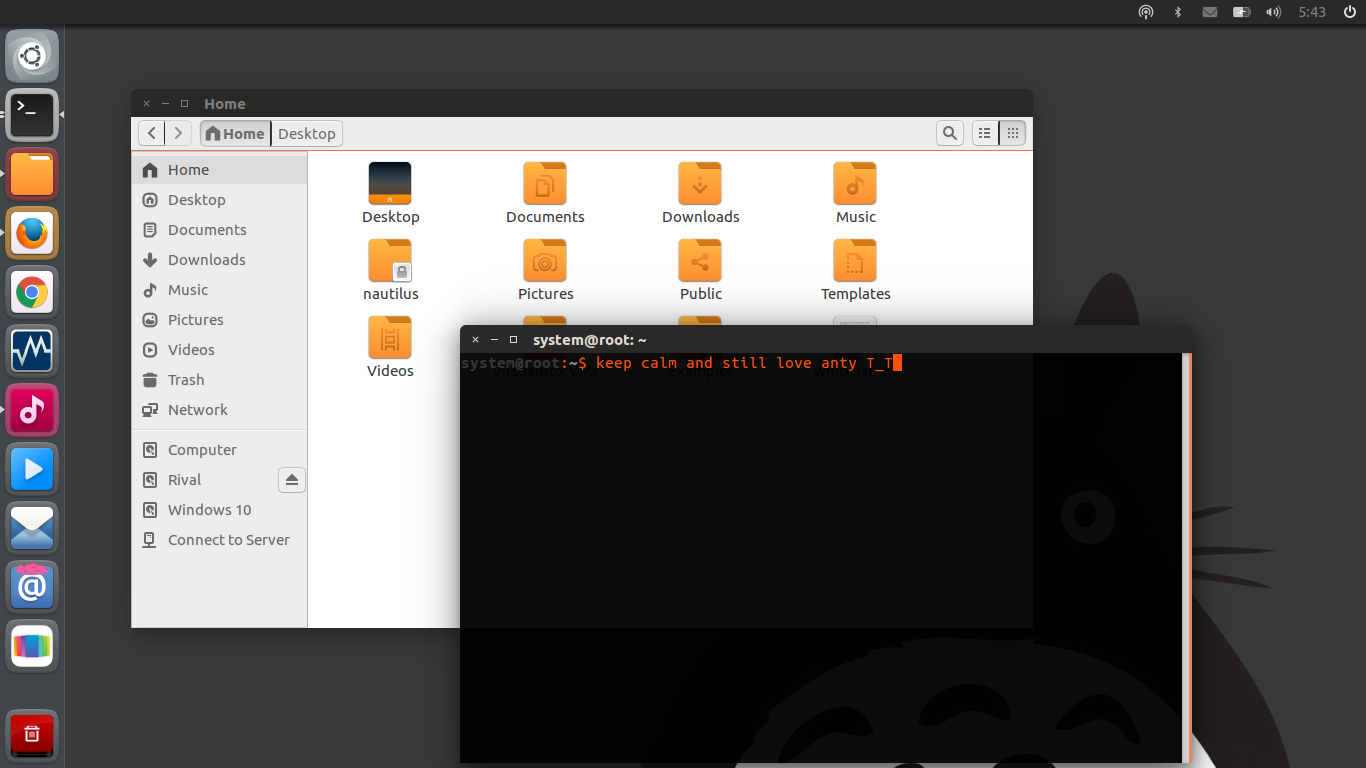 5:43
Home
Home Desktop
Home
Desktop
Documents
Downloads
Music
Pictures
Videos
Trash
Network
Computer
Rival
Windows 10
Connect to Server
Desktop Documents Downloads Music
nautilus Pictures Public Templates
Videos
system@root: ~
system@root:~$ keep calm and still love anty T_T